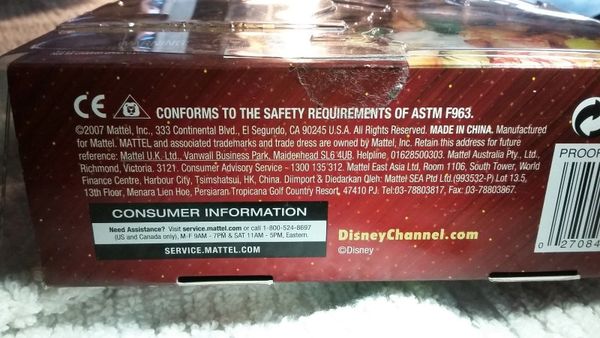 CE CONFORMS TO THE SAFETY REQUIREMENTS OF ASTM F963.
©2007 Mattel, Inc., 333 Continental Blvd., El Segundo, CA 90245 U.S.A. All Rights Reserved. MADE IN CHINA. Manufactured
for Mattel. MATTEL and associated trademarks and trade dress are owned by Mattel, Inc. Retain this address for future
reference: Mattel U.K. Ltd., Vanwall Business Park, Maidenhead SL6 4UB. Helpline, 01628500303. Mattel Australia Pty., Ltd.,
Richmond, Victoria. 3121. Consumer Advisory Service - 1300 135 312. Mattel East Asia Ltd, Room 1106, South Tower, World
Finance Centre, Harbour City, Tsimshatsui, HK, China. Diimport & Diedarkan Oleh: Mattel SEA Ptd Ltd.(993532-P) Lot 13.5,
13th Floor, Menara Lien Hoe, Persiaran Tropicana Golf Country Resort, 47410 PJ. Tel:03-78803817, Fax: 03-78803867.
CONSUMER INFORMATION
Need Assistance? Visit service.mattel.com or call 1-800-524-8697
(US and Canada only), M-F 9AM - 7PM & SAT 11AM - 5PM, Eastern.
SERVICE.MATTEL.COM
DisneyChannel.com
©Disney
PROOF
0 27084